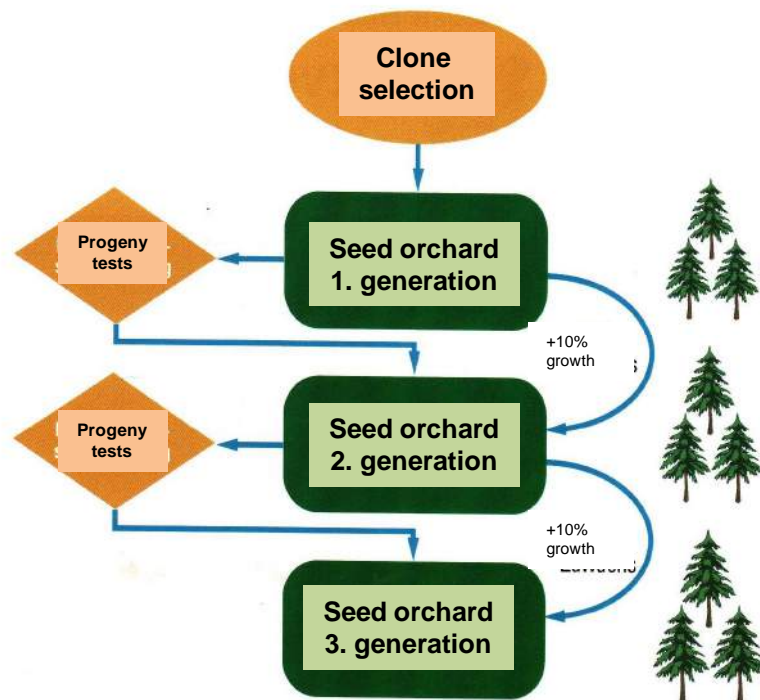 Clone
selection
Progeny
tests
Seed orchard
1. generation
+10%
growth
Progeny
tests
Seed orchard
2. generation
+10%
growth
Seed orchard
3. generation